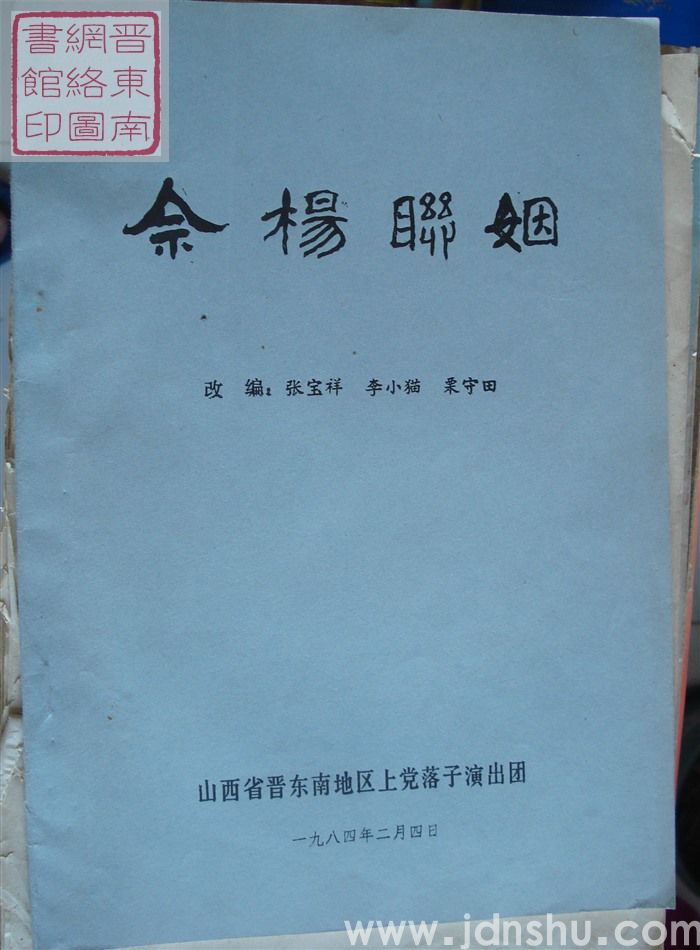 晋東南
網絡圖
書館印
佘楊聯姻
改 编：张宝祥 李小猫 栗守田
山西省晋东南地区上党落子演出团
一九八四年二月四日
www.jdnshu.com